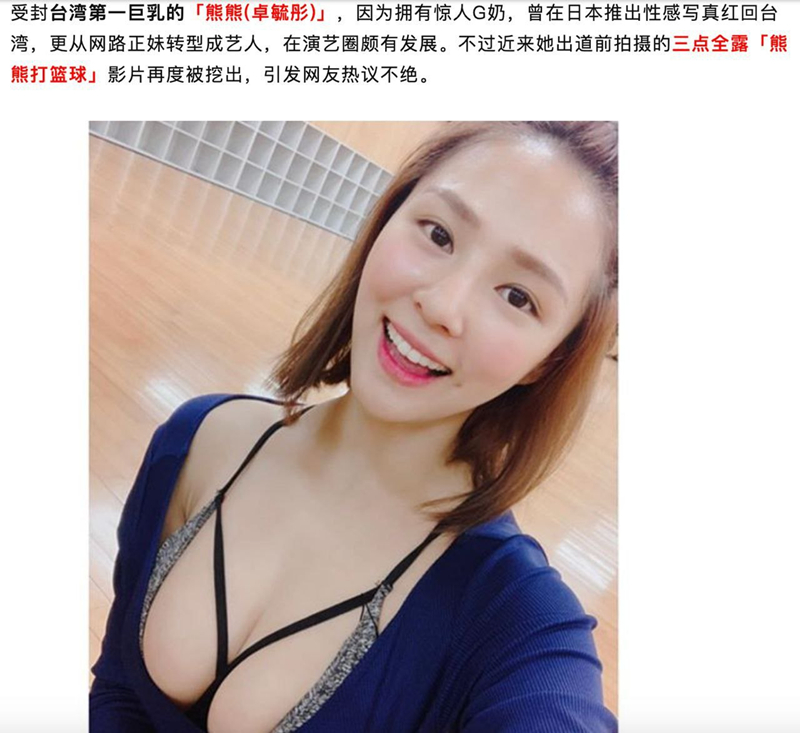 受封台湾第一巨乳的「熊熊(卓毓彤)」，因为拥有惊人G奶，曾在日本推出性感写真红回台
湾，更从网路正妹转型成艺人，在演艺圈颇有发展。不过近来她出道前拍摄的三点全露「熊
熊打篮球」影片再度被挖出，引发网友热议不绝。